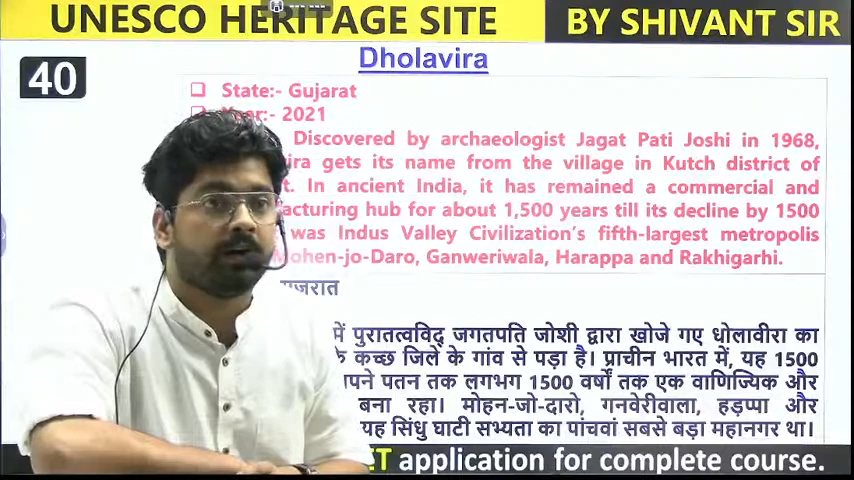 UNESCO HERITAGE SITE
BY SHIVANT SIR
Dholavira
40
State:- Gujarat
Year:- 2021
Discovered by archaeologist Jagat Pati Joshi in 1968,
ira gets its name from the village in Kutch district of
t. In ancient India, it has remained a commercial and
acturing hub for about 1,500 years till its decline by 1500
was Indus Valley Civilization's fifth-largest metropolis
Mohen-jo-Daro, Ganweriwala, Harappa and Rakhigarhi.
गुजरात
में पुरातत्वविद् जगतपति जोशी द्वारा खोजे गए धोलावीरा का
के कच्छ जिले के गांव से पड़ा है। प्राचीन भारत में, यह 1500
पतन तक लगभग 1500 वर्षों तक एक वाणिज्यिक और
बना रहा। मोहन-जो-दारो, गनवेरीवाला, हड़प्पा और
यह सिंधु घाटी सभ्यता का पांचवां सबसे बड़ा महानगर था।
ET application for complete course.